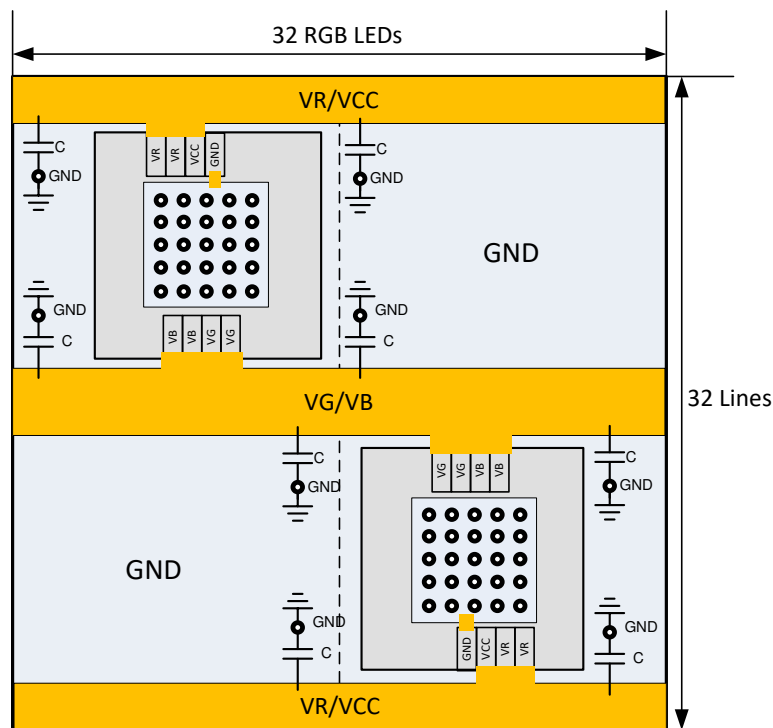 32 RGB LEDs
VR/VCC
C
GND
VR
VR
VCC
GND
C
GND
GND
GND
C
VB
VB
VG
VG
GND
C
VG/VB
32 Lines
C
GND
VG
VG
VB
VB
C
GND
GND
GND
C
GND
VCC
VR
VR
GND
C
VR/VCC